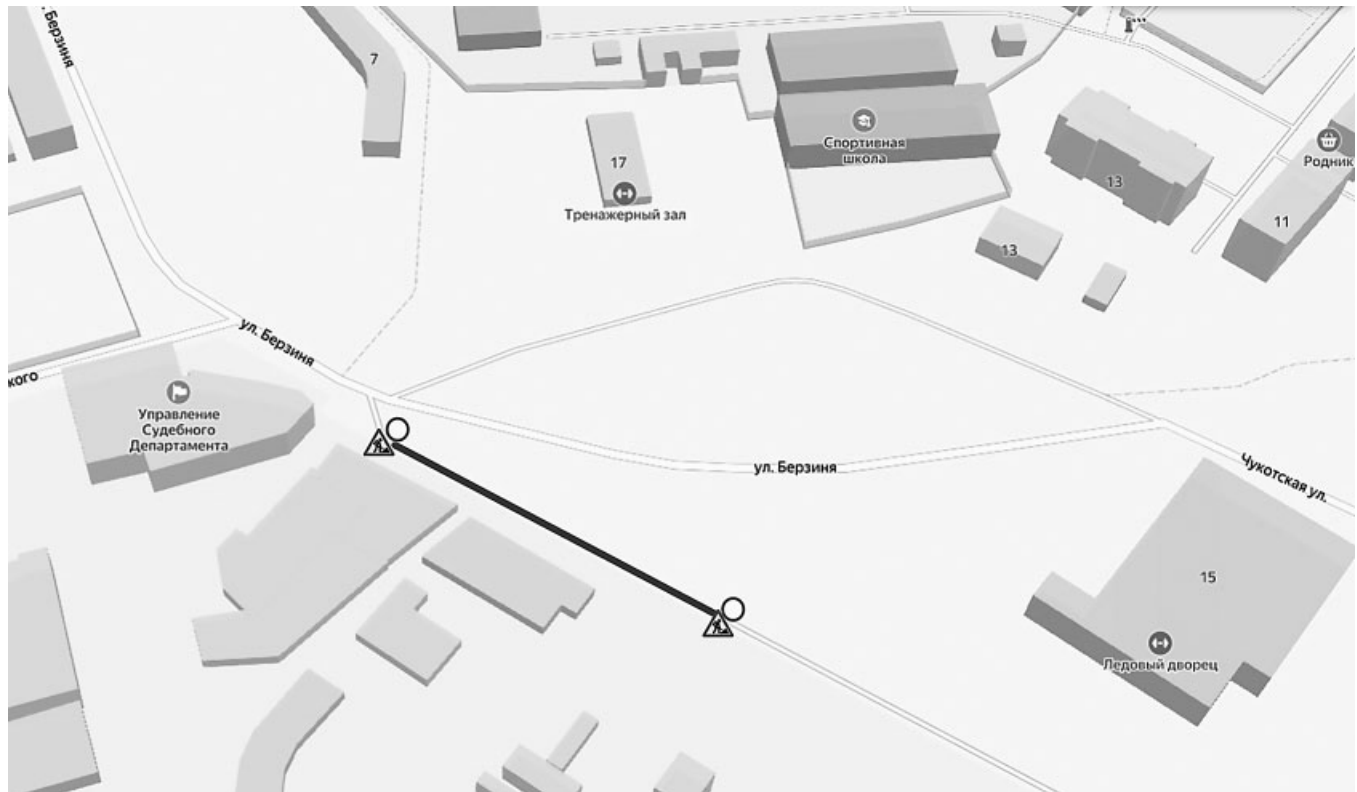 . Берзиня
7
17
Тренажерный зал
Спортивная
школа
13
13
Родник
11
ул. Берзиня
кого
Управление
Судебного
Департамента
ул. Берзиня
Чукотская ул.
15
Ледовый дворец